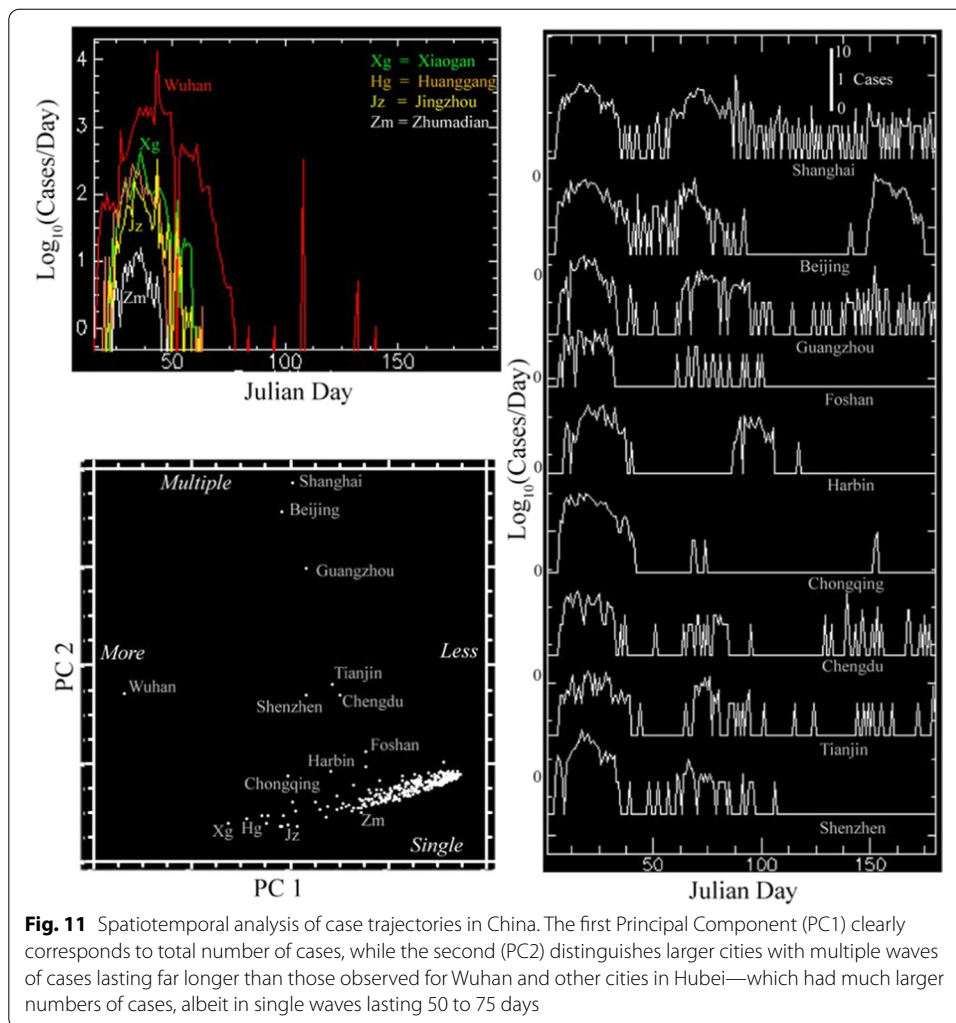 4
3
2
1
0
Log10(Cases/Day)
Wuhan
Xg = Xiaogan
Hg = Huanggang
Jz = Jingzhou
Zm = Zhumadian
Xg
Jz
Zm
50
100
150
Julian Day
Multiple
Shanghai
Beijing
Guangzhou
More
Less
Wuhan
Tianjin
Shenzhen
Chengdu
Foshan
Harbin
Chongqing
Zm
Xg
Hg
Jz
Single
PC 2
PC 1
10
1 Cases
0
Shanghai
0
Beijing
0
Guangzhou
0
Foshan
Harbin
0
Log10(Cases/Day)
Chongqing
0
Chengdu
0
Tianjin
0
Shenzhen
50
100
150
Julian Day
Fig. 11 Spatiotemporal analysis of case trajectories in China. The first Principal Component (PC1) clearly
corresponds to total number of cases, while the second (PC2) distinguishes larger cities with multiple waves
of cases lasting far longer than those observed for Wuhan and other cities in Hubei—which had much larger
numbers of cases, albeit in single waves lasting 50 to 75 days